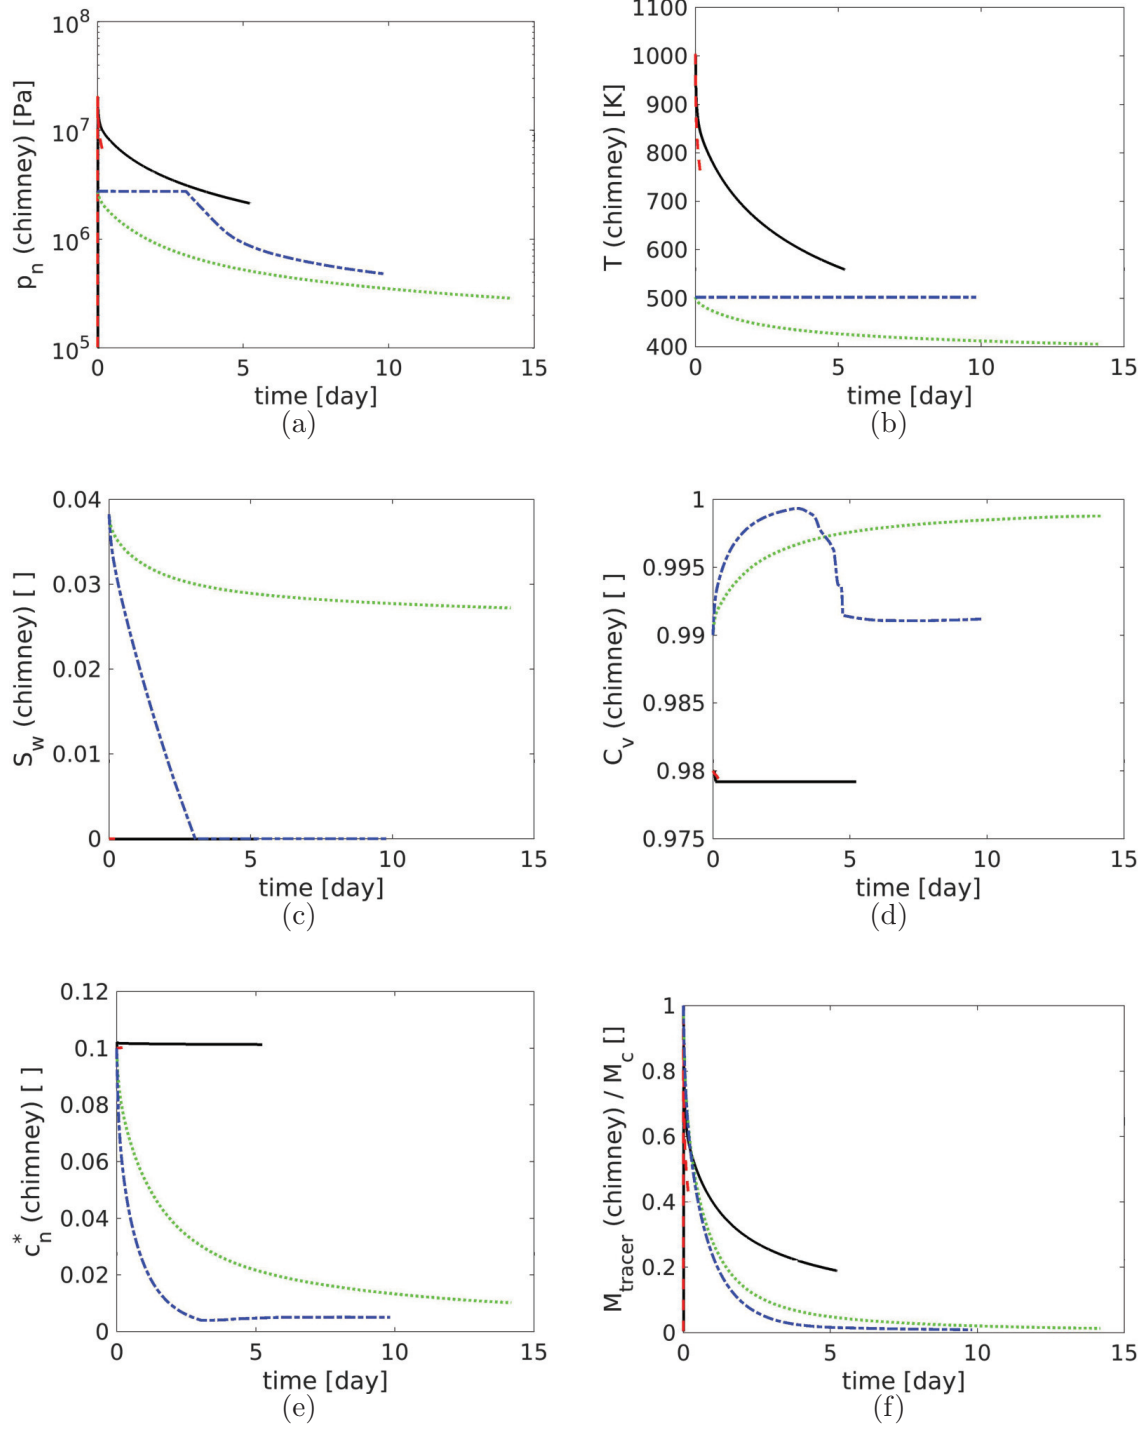 10^8
10^7
10^6
10^5
p_n (chimney) [Pa]
0 5 10 15
time [day]
(a)
1100
1000
900
800
700
600
500
400
T (chimney) [K]
0 5 10 15
time [day]
(b)
0.04
0.03
0.02
0.01
0
S_w (chimney) [ ]
0 5 10 15
time [day]
(c)
1
0.995
0.99
0.985
0.98
0.975
C_v (chimney) [ ]
0 5 10 15
time [day]
(d)
0.12
0.1
0.08
0.06
0.04
0.02
0
c_n^* (chimney) [ ]
0 5 10 15
time [day]
(e)
1
0.8
0.6
0.4
0.2
0
M_tracer (chimney) / M_c []
0 5 10 15
time [day]
(f)